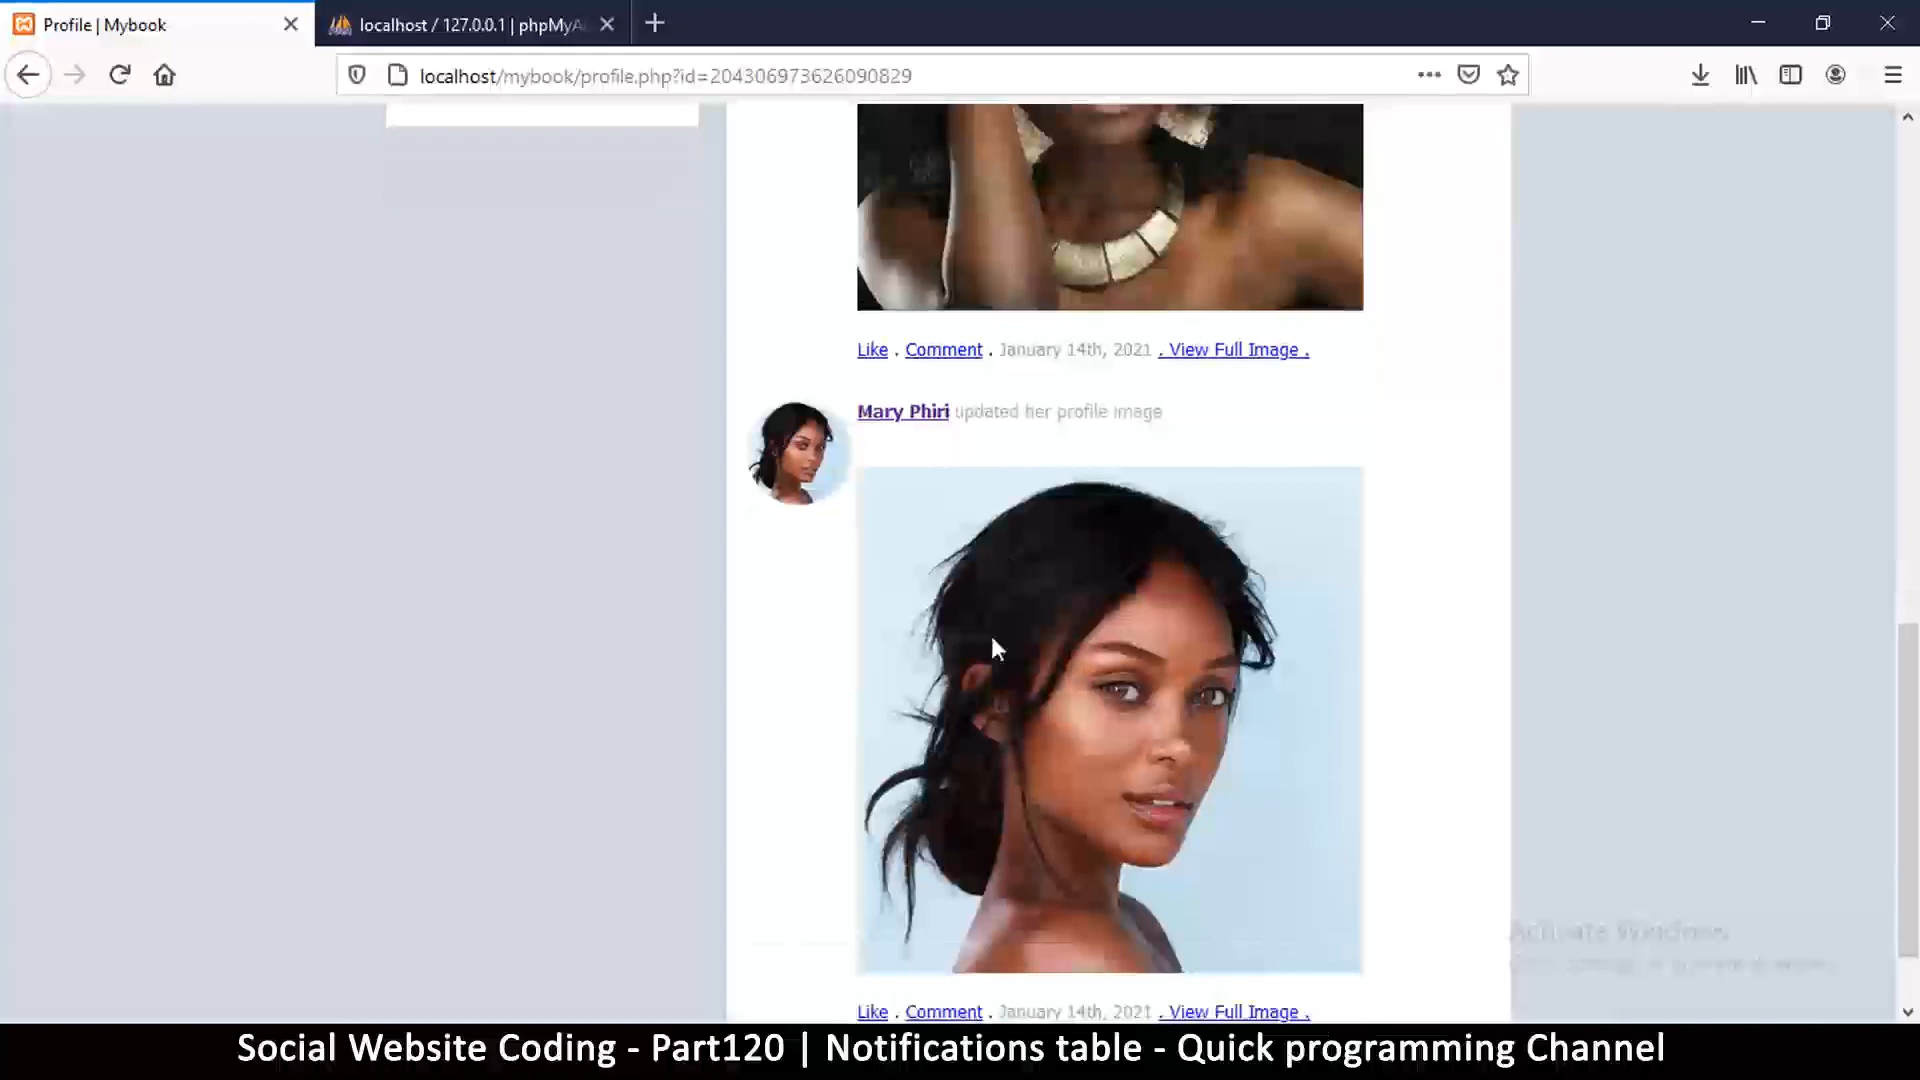 Profile | Mybook
localhost / 127.0.0.1 | phpMyA
localhost/mybook/profile.php?id=204306973626090829
Like . Comment . January 14th, 2021 . View Full Image .
Mary Phiri updated her profile image
Like . Comment . January 14th, 2021 . View Full Image .
Activate Windows
Social Website Coding - Part120 | Notifications table - Quick programming Channel